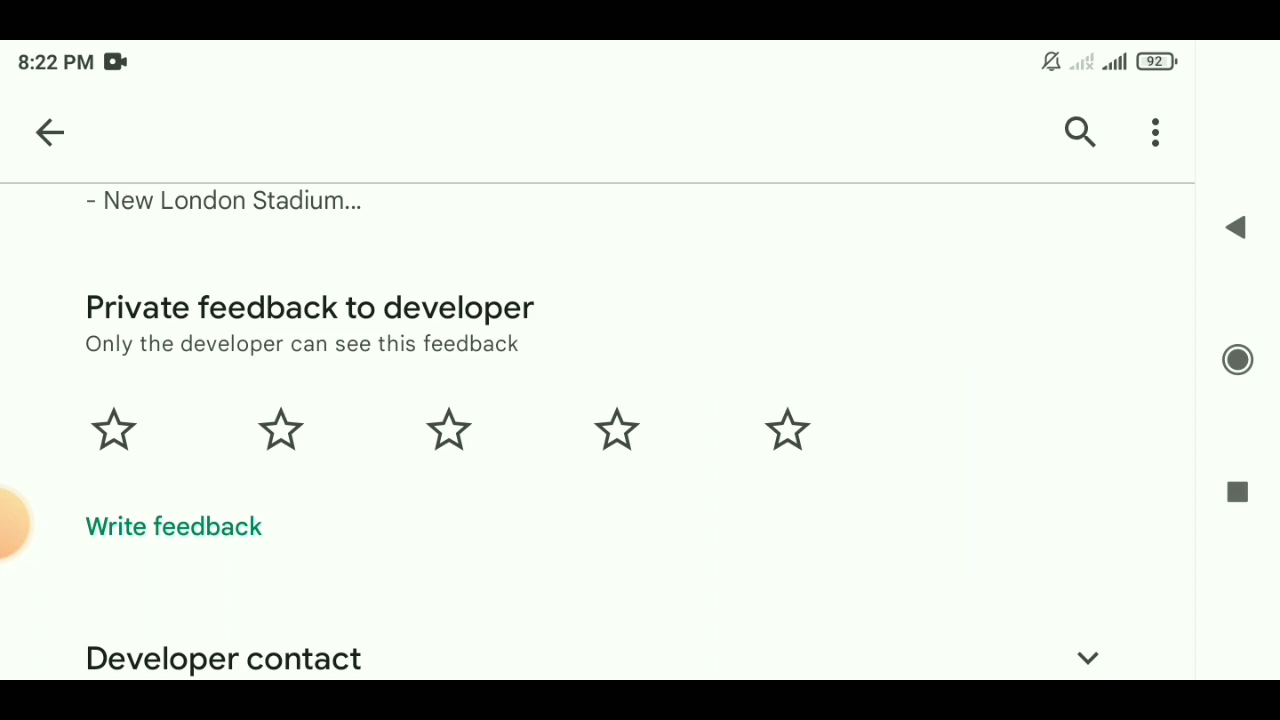 8:22 PM
92
- New London Stadium...
Private feedback to developer
Only the developer can see this feedback
Write feedback
Developer contact